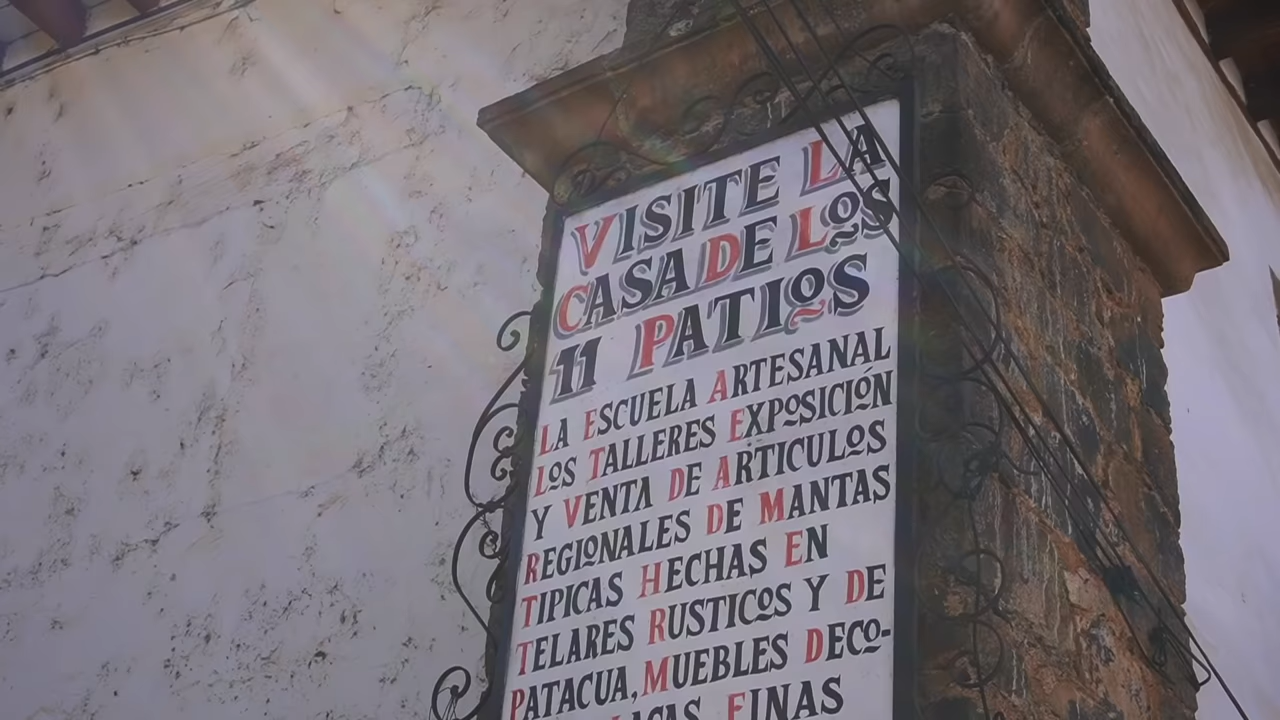 VISITE LA
CASA DE LOS
11 PATIOS
LA ESCUELA ARTESANAL
LOS TALLERES EXPOSICIÓN
Y VENTA DE ARTICULOS
REGIONALES DE MANTAS
TIPICAS HECHAS EN
TELARES RUSTICOS Y DE
PATACUA, MUEBLES DECO-
LACAS FINAS